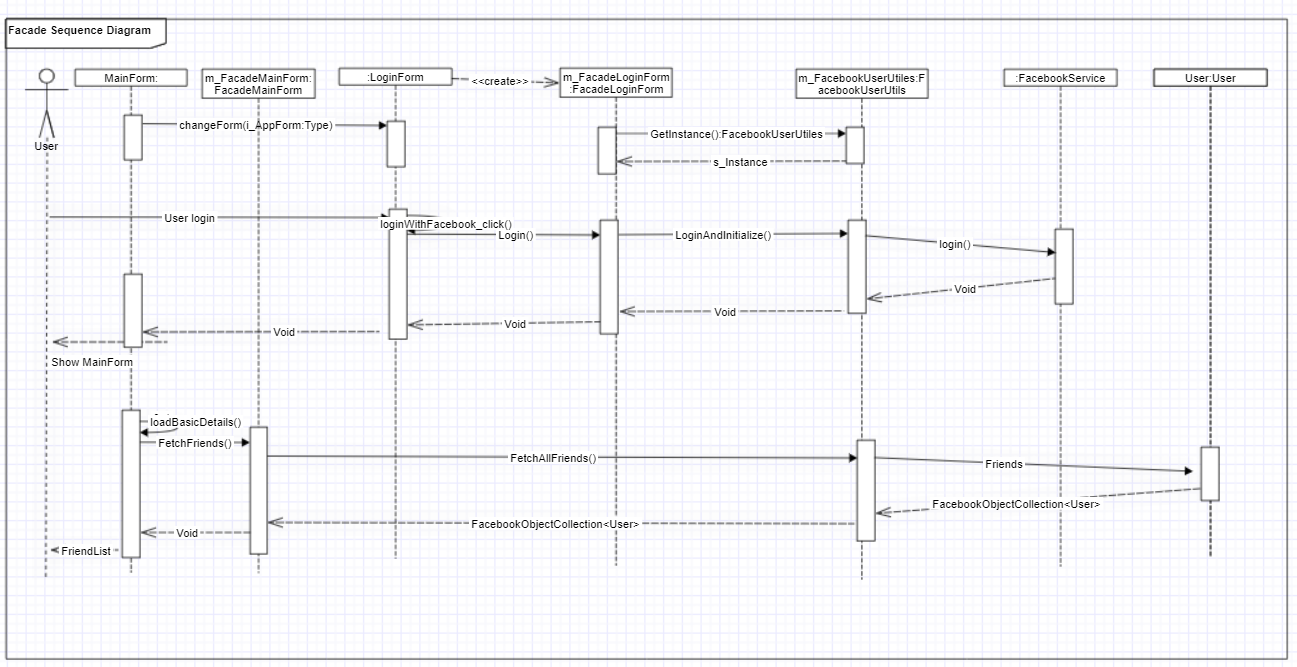 Facade Sequence Diagram
MainForm:
m_FacadeMainForm:
FacadeMainForm
:LoginForm
<<create>>
m_FacadeLoginForm
:FacadeLoginForm
m_FacebookUserUtiles:F
acebookUserUtils
:FacebookService
User:User
User
changeForm(i_AppForm:Type)
GetInstance():FacebookUserUtiles
s_Instance
User login
loginWithFacebook_click()
Login()
LoginAndInitialize()
login()
Void
Void
Void
Void
Show MainForm
loadBasicDetails()
FetchFriends()
FetchAllFriends()
Friends
FacebookObjectCollection<User>
FacebookObjectCollection<User>
Void
FriendList